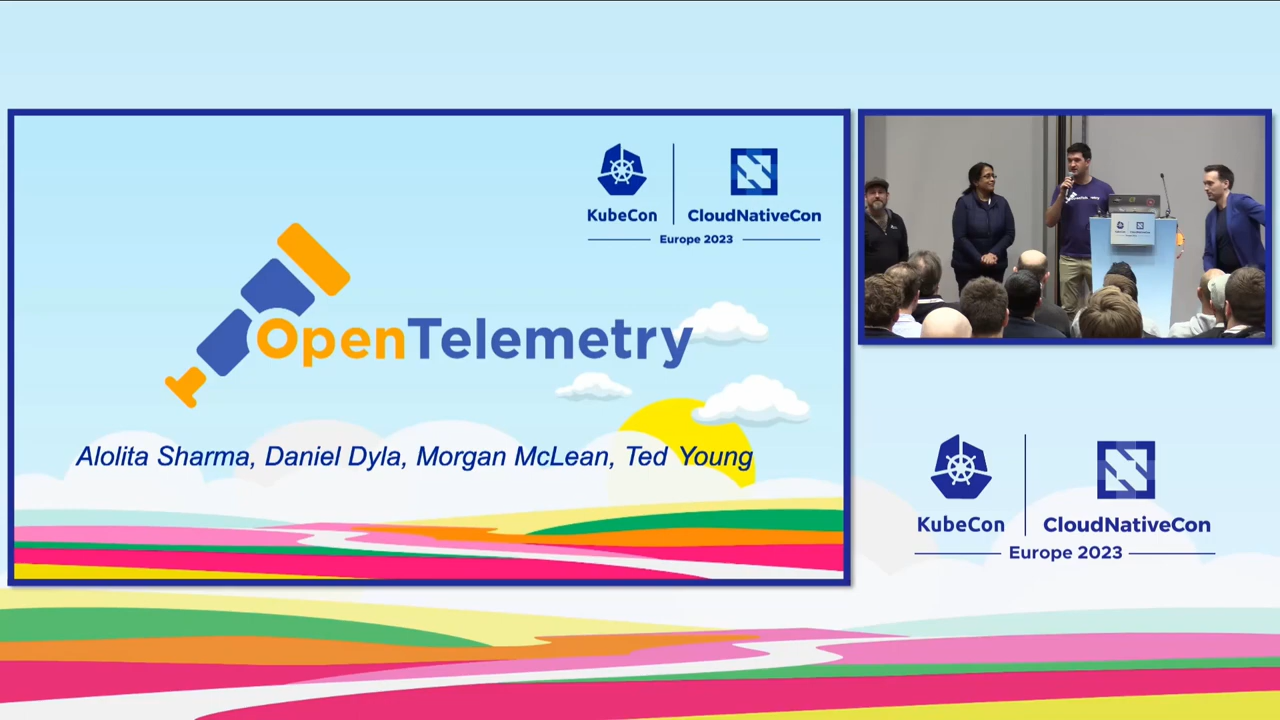 KubeCon
CloudNativeCon
Europe 2023
OpenTelemetry
Alolita Sharma, Daniel Dyla, Morgan McLean, Ted Young
KubeCon
CloudNativeCon
Europe 2023